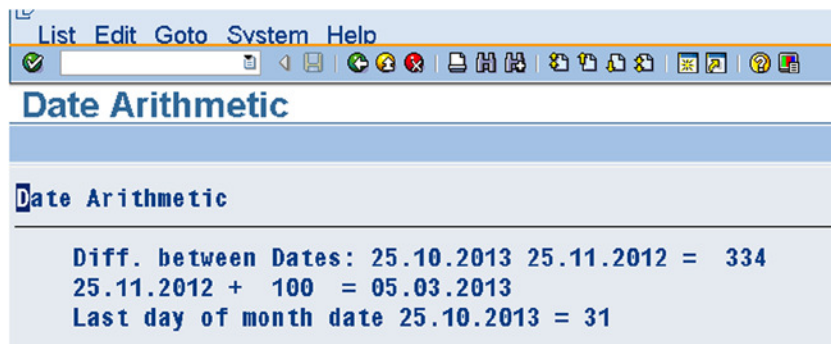 List Edit Goto System Help
Date Arithmetic
Date Arithmetic
Diff. between Dates: 25.10.2013 25.11.2012 = 334
25.11.2012 + 100 = 05.03.2013
Last day of month date 25.10.2013 = 31